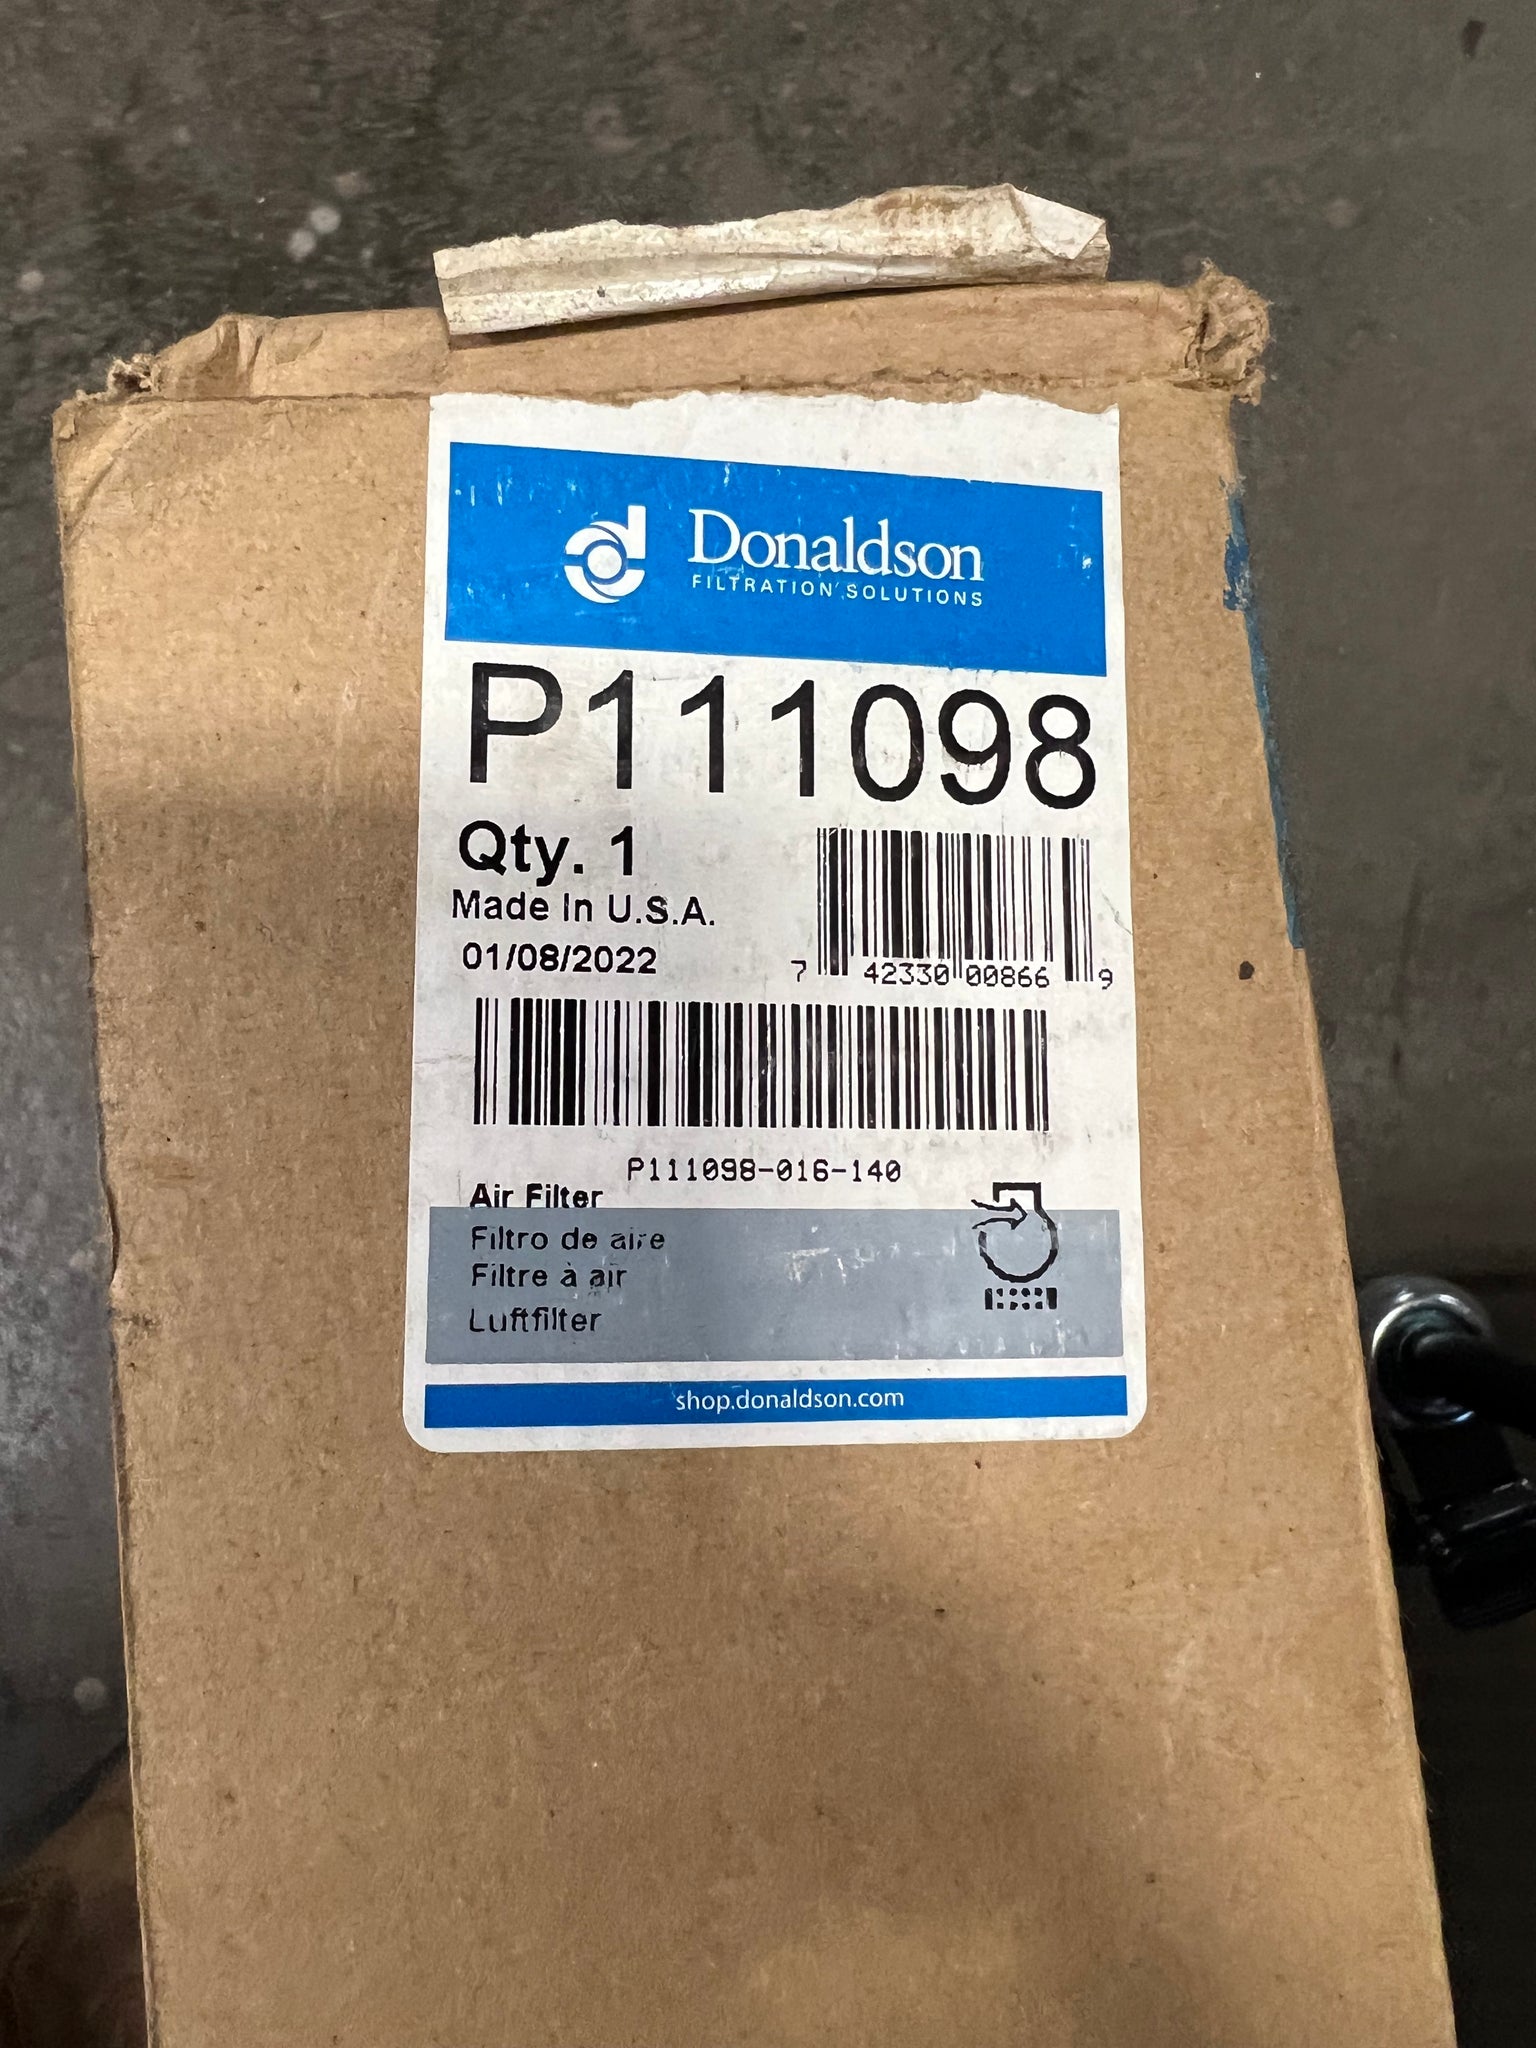 Donaldson
FILTRATION SOLUTIONS
P111098
Qty. 1
Made In U.S.A.
01/08/2022
7 42330 00866 9
P111098-016-140
Air Filter
Filtro de aire
Filtre à air
Luftfilter
shop.donaldson.com